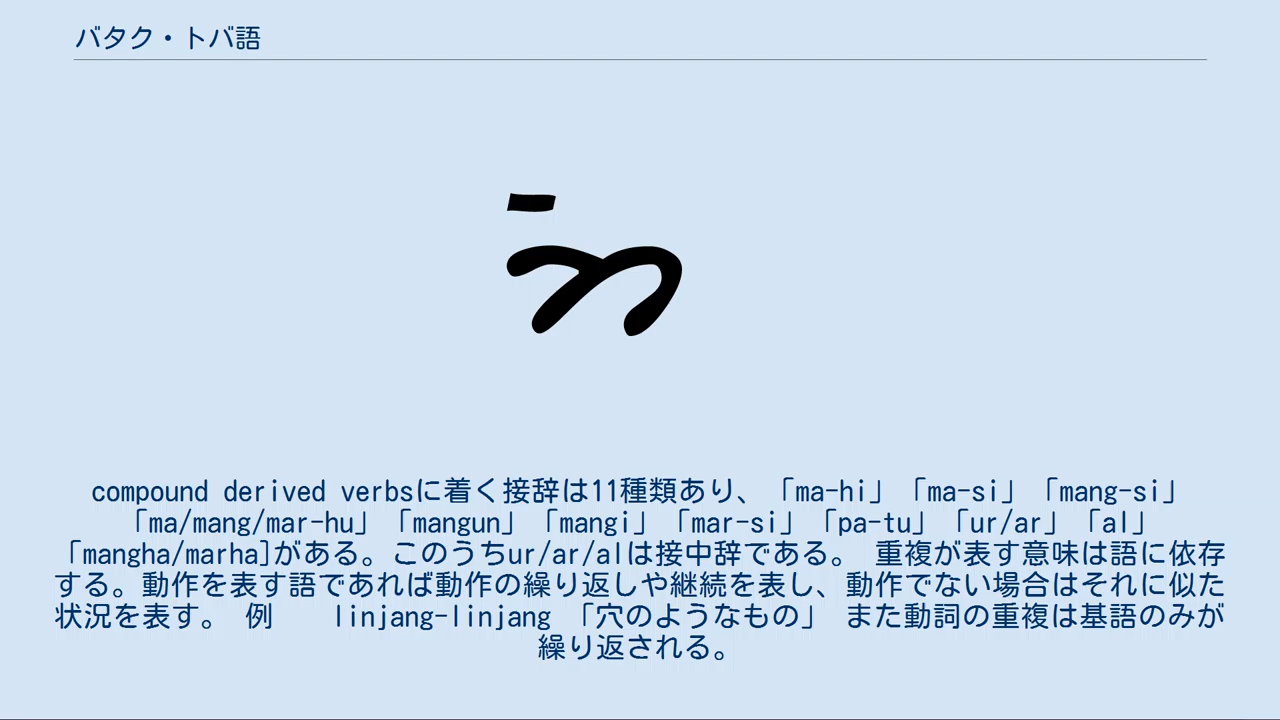 バタク・トバ語
compound derived verbsに着く接辞は11種類あり、「ma-hi」「ma-si」「mang-si」
「ma/mang/mar-hu」「mangun」「mangi」「mar-si」「pa-tu」「ur/ar」「al」
「mangha/marha]がある。このうちur/ar/alは接中辞である。 重複が表す意味は語に依存
する。動作を表す語であれば動作の繰り返しや継続を表し、動作でない場合はそれに似た
状況を表す。 例　 linjang-linjang 「穴のようなもの」 また動詞の重複は基語のみが
繰り返される。